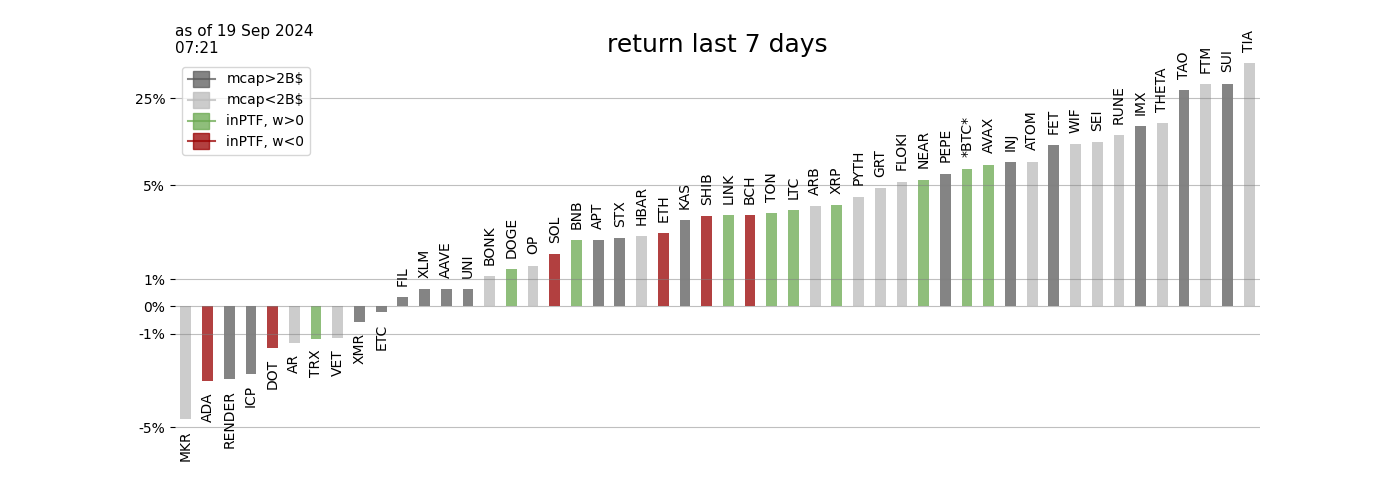 as of 19 Sep 2024
07:21
return last 7 days
mcap>2B$
mcap<2B$
inPTF, w>0
inPTF, w<0
25%
5%
1%
0%
-1%
-5%
MKR
ADA
RENDER
ICP
DOT
AR
TRX
VET
XMR
ETC
FIL
XLM
AAVE
UNI
BONK
DOGE
OP
SOL
BNB
APT
STX
HBAR
ETH
KAS
SHIB
LINK
BCH
TON
LTC
ARB
XRP
PYTH
GRT
FLOKI
NEAR
PEPE
*BTC*
AVAX
INJ
ATOM
FET
WIF
SEI
RUNE
IMX
THETA
TAO
FTM
SUI
TIA